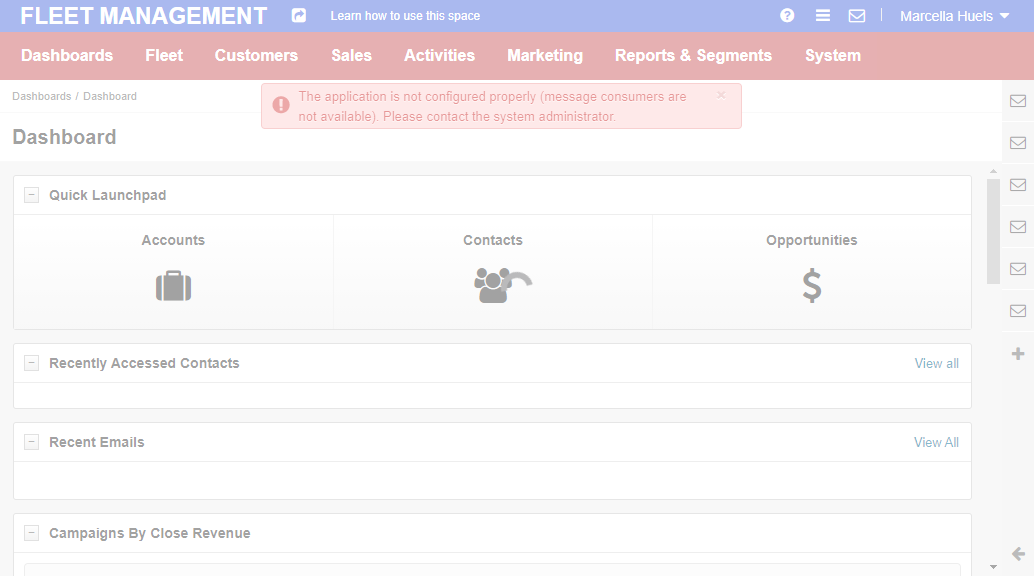 FLEET MANAGEMENT
Learn how to use this space
Marcella Huels
Dashboards Fleet Customers Sales Activities Marketing Reports & Segments System
Dashboards / Dashboard
The application is not configured properly (message consumers are
not available). Please contact the system administrator.
×
Dashboard
Quick Launchpad
Accounts Contacts Opportunities
Recently Accessed Contacts View all
Recent Emails View All
Campaigns By Close Revenue